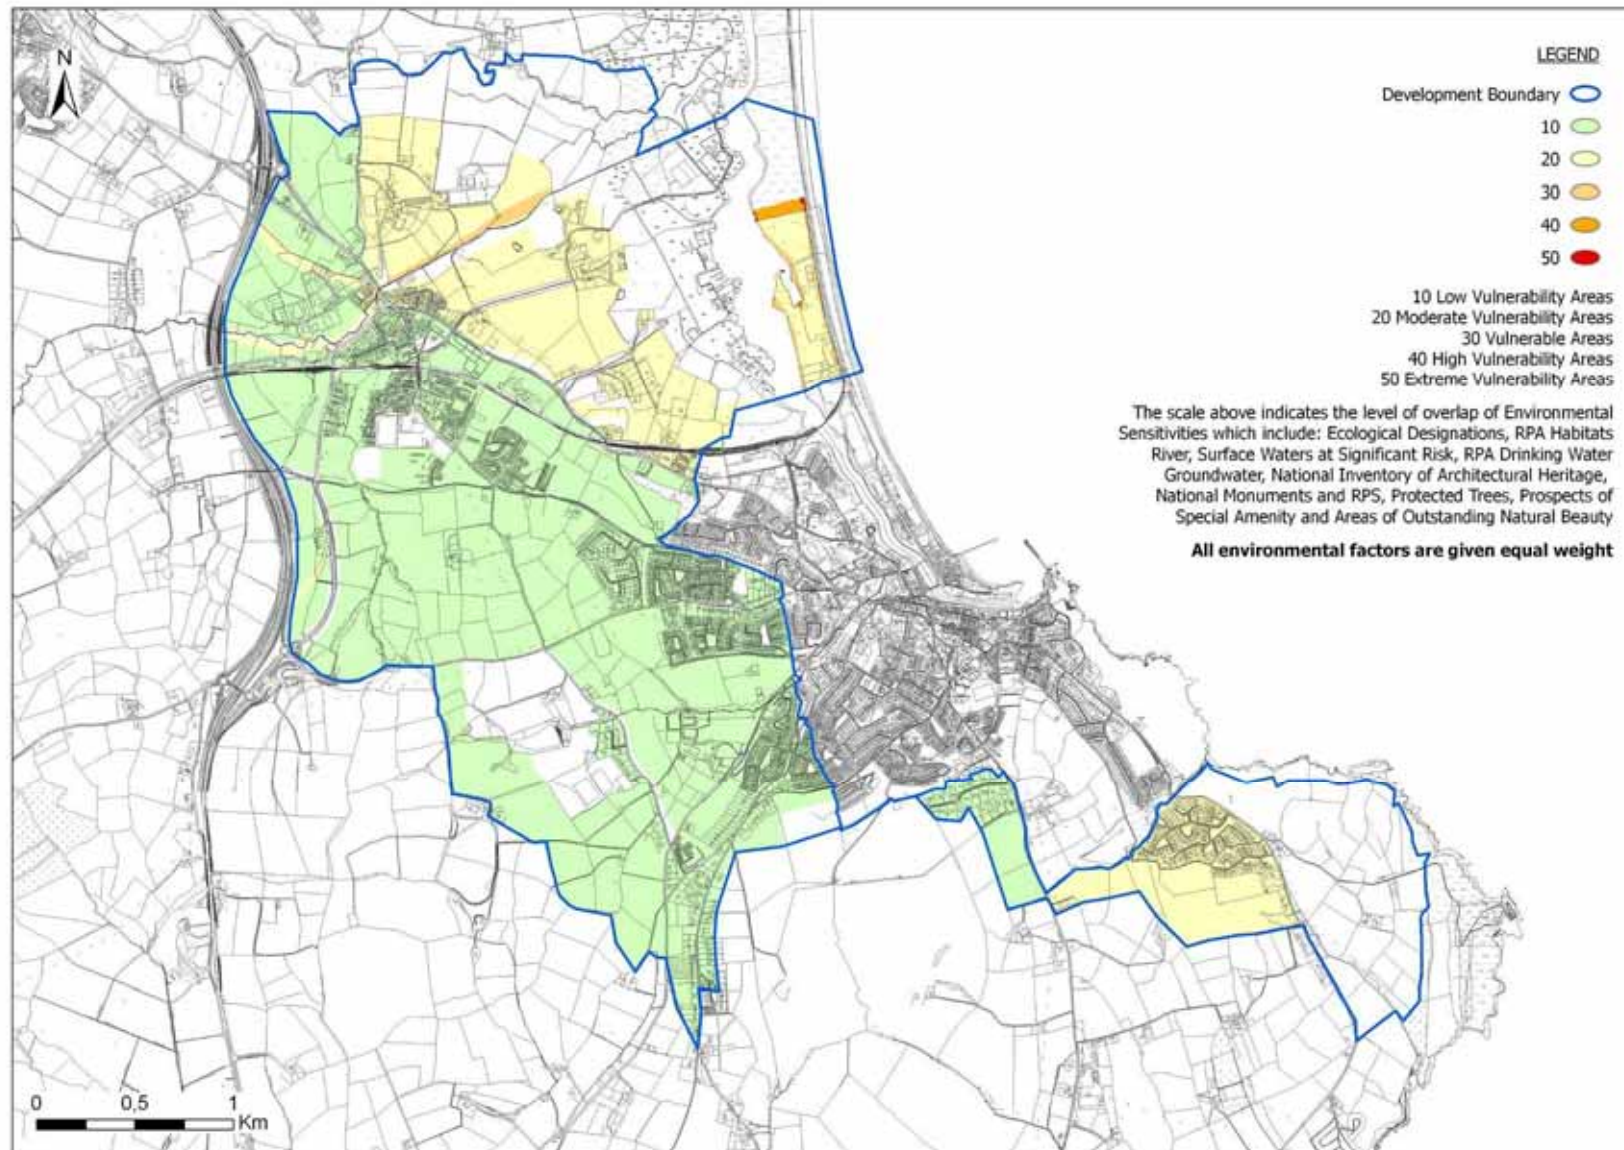 N
LEGEND
Development Boundary
10
20
30
40
50
10 Low Vulnerability Areas
20 Moderate Vulnerability Areas
30 Vulnerable Areas
40 High Vulnerability Areas
50 Extreme Vulnerability Areas
The scale above indicates the level of overlap of Environmental
Sensitivities which include: Ecological Designations, RPA Habitats
River, Surface Waters at Significant Risk, RPA Drinking Water
Groundwater, National Inventory of Architectural Heritage,
National Monuments and RPS, Protected Trees, Prospects of
Special Amenity and Areas of Outstanding Natural Beauty
All environmental factors are given equal weight
0 0,5 1
Km